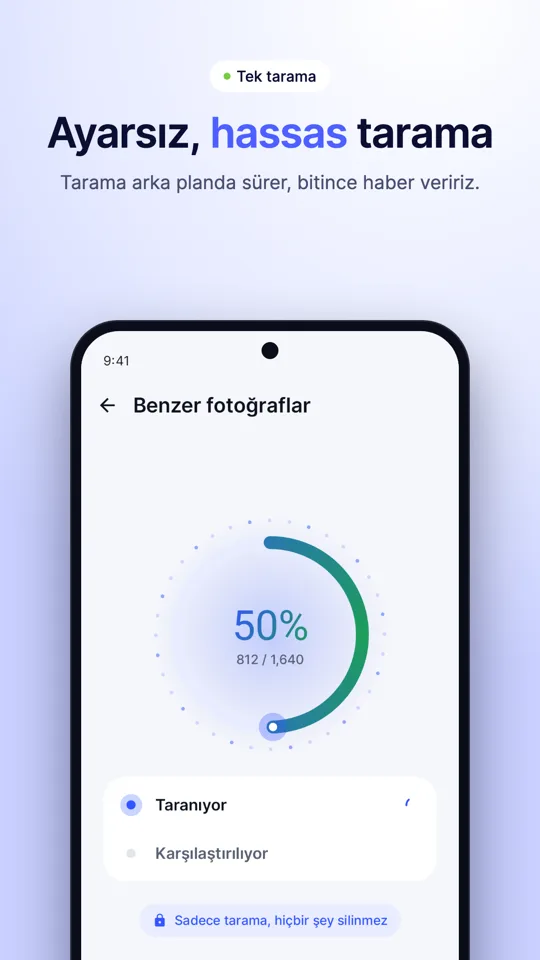 Tek tarama
Ayarsız, hassas tarama
Tarama arka planda sürer, bitince haber veririz.
9:41
Benzer fotoğraflar
50%
812 / 1,640
Taranıyor
Karşılaştırılıyor
Sadece tarama, hiçbir şey silinmez